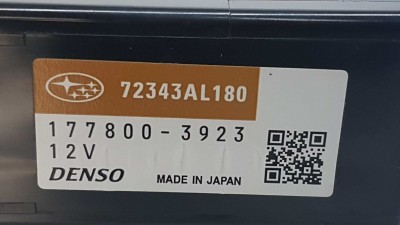 72343AL180
177800-3923
12V
DENSO MADE IN JAPAN